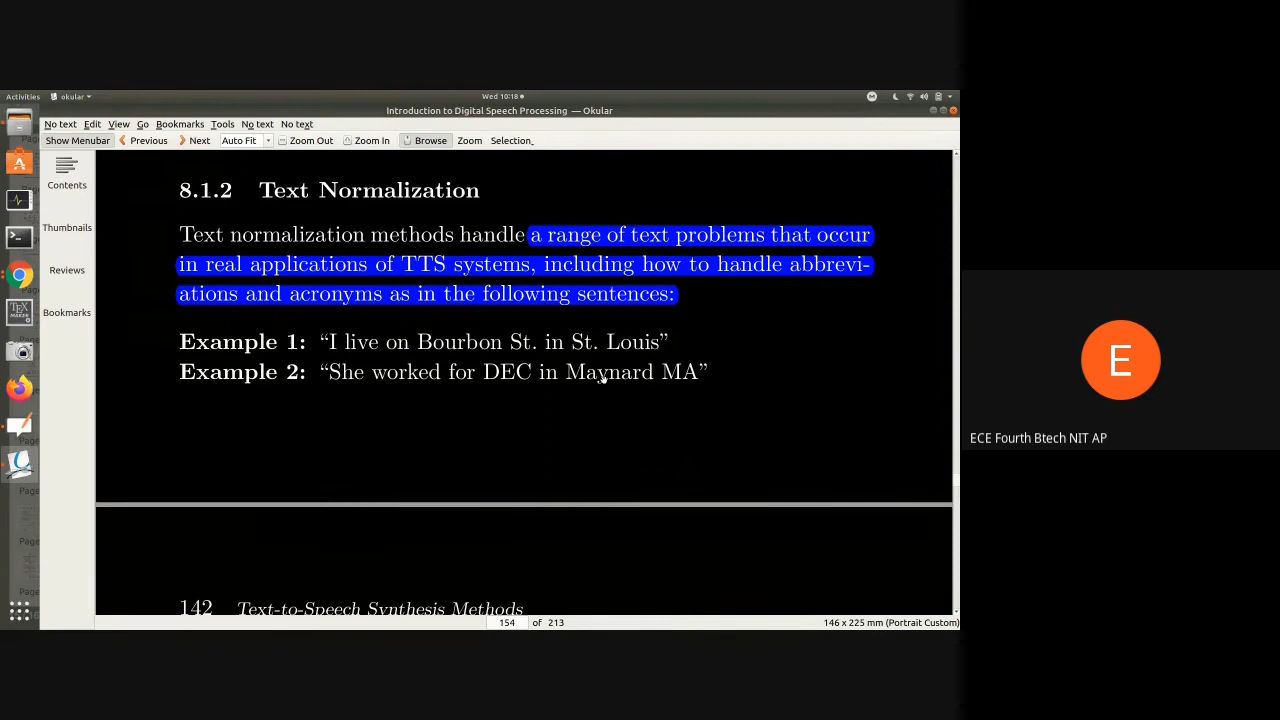 Activities
okular
Wed 10:18
Introduction to Digital Speech Processing — Okular
No text Edit View Go Bookmarks Tools No text No text
Show Menubar Previous Next Auto Fit Zoom Out Zoom In Browse Zoom Selection
Contents
Thumbnails
Reviews
Bookmarks
8.1.2 Text Normalization
Text normalization methods handle a range of text problems that occur
in real applications of TTS systems, including how to handle abbrevi-
ations and acronyms as in the following sentences:
Example 1: “I live on Bourbon St. in St. Louis”
Example 2: “She worked for DEC in Maynard MA”
142 Text-to-Speech Synthesis Methods
154 of 213
146 x 225 mm (Portrait Custom)
E
ECE Fourth Btech NIT AP